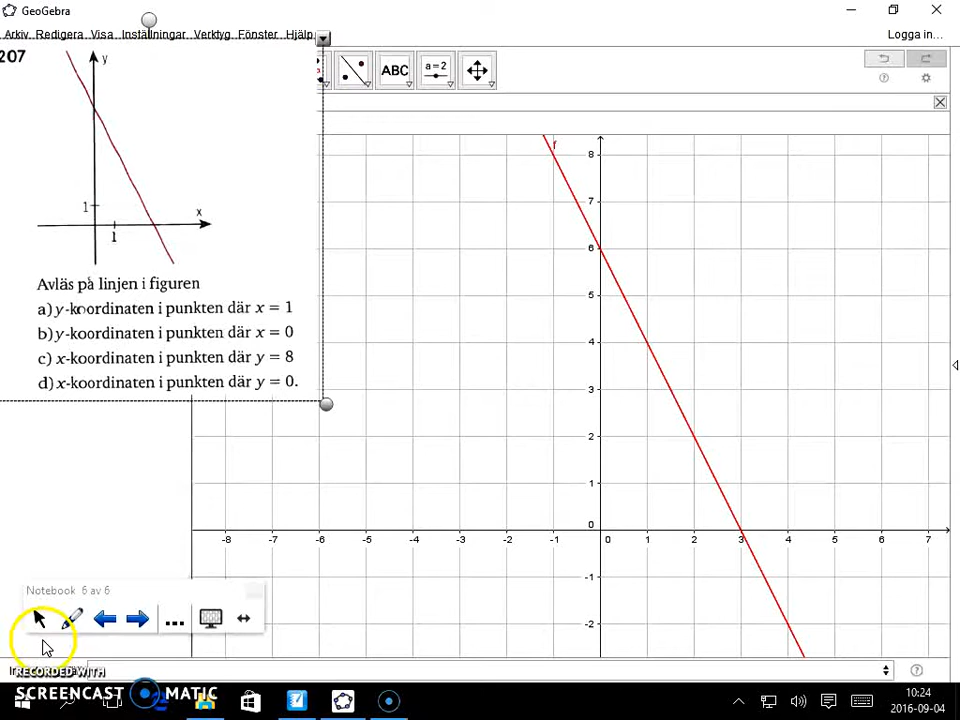 GeoGebra
Arkiv Redigera Visa Inställningar Verktyg Fönster Hjälp
Logga in...
207
y
ABC
a = 2
f
1
x
1
Avläs på linjen i figuren
a) y-koordinaten i punkten där x = 1
b) y-koordinaten i punkten där x = 0
c) x-koordinaten i punkten där y = 8
d) x-koordinaten i punkten där y = 0.
8
7
6
5
4
3
2
1
0
-8 -7 -6 -5 -4 -3 -2 -1 0 1 2 3 4 5 6 7
-1
-2
Notebook 6 av 6
RECORDED WITH
SCREENCAST MATIC
10:24
2016-09-04